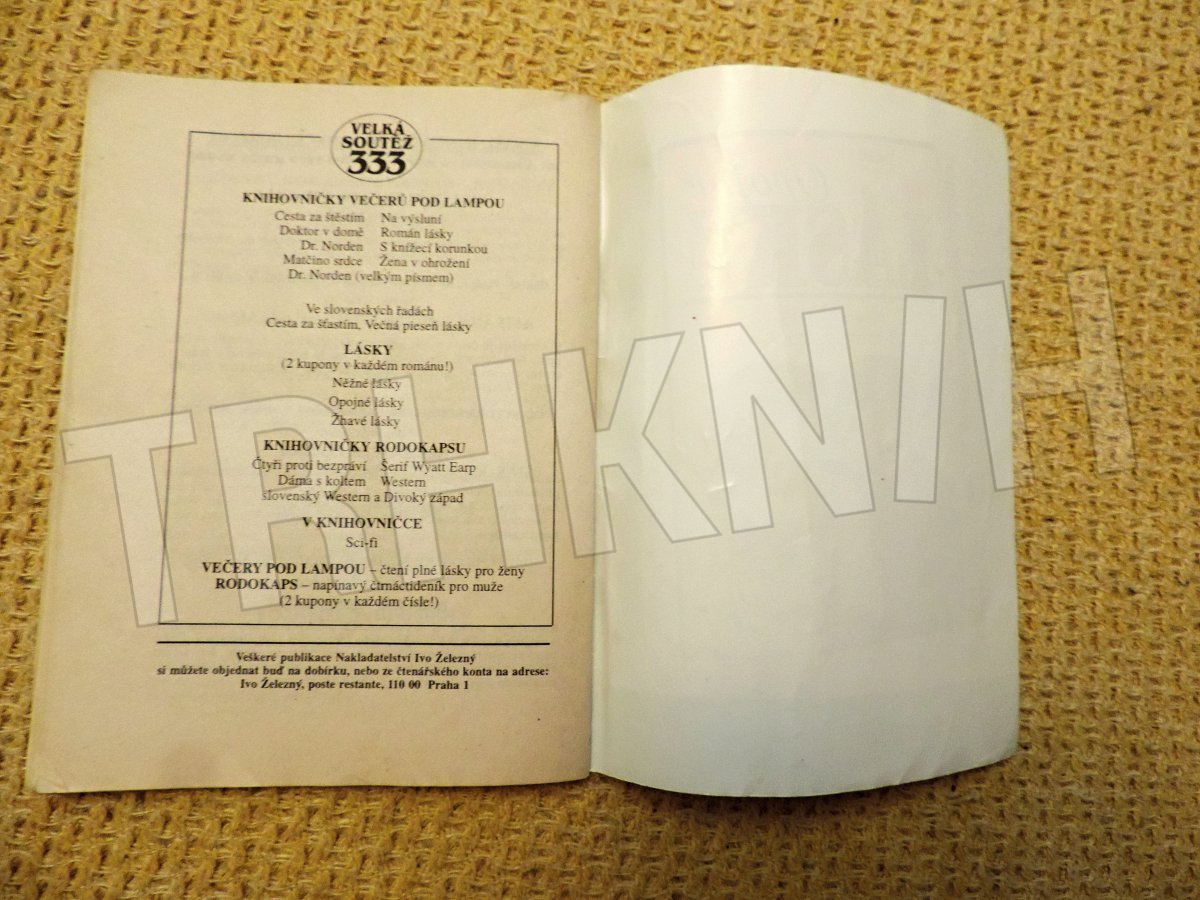 VELKÁ
SOUTĚŽ
333
KNIHOVNIČKY VEČERŮ POD LAMPOU
Cesta za štěstím Na výsluní
Doktor v domě Román lásky
Dr. Norden S knížecí korunkou
Matčino srdce Žena v ohrožení
Dr. Norden (velkým písmem)
Ve slovenských řadách
Cesta za šťastím, Večná pieseň lásky
LÁSKY
(2 kupony v každém románu!)
Něžné lásky
Opojné lásky
Žhavé lásky
KNIHOVNIČKY RODOKAPSU
Čtyři proti bezpráví Šerif Wyatt Earp
Dáma s koltem Western
slovenský Western a Divoký západ
V KNIHOVNIČCE
Sci-fi
VEČERY POD LAMPOU – čtení plné lásky pro ženy
RODOKAPS – napínavý čtrnáctideník pro muže
(2 kupony v každém čísle!)
Veškeré publikace Nakladatelství Ivo Železný
si můžete objednat buď na dobírku, nebo ze čtenářského konta na adrese:
Ivo Železný, poste restante, 110 00 Praha 1
TRHKNIH